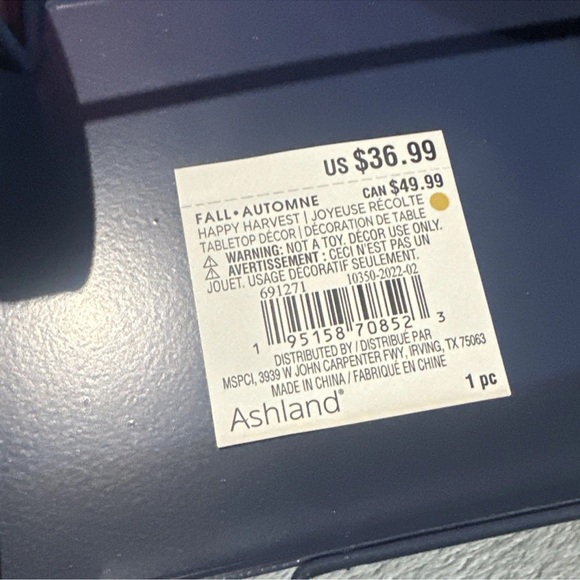 US $36.99
CAN $49.99
FALL • AUTOMNE
HAPPY HARVEST | JOYEUSE RÉCOLTE
TABLETOP DÉCOR | DÉCORATION DE TABLE
WARNING: NOT A TOY. DÉCOR USE ONLY.
AVERTISSEMENT : CECI N'EST PAS UN
JOUET. USAGE DÉCORATIF SEULEMENT.
691271 10350-2022-02
1 95158 70852 3
DISTRIBUTED BY / DISTRIBUÉ PAR
MSPCI, 3939 W JOHN CARPENTER FWY, IRVING, TX 75063
MADE IN CHINA / FABRIQUÉ EN CHINE
Ashland® 1 pc